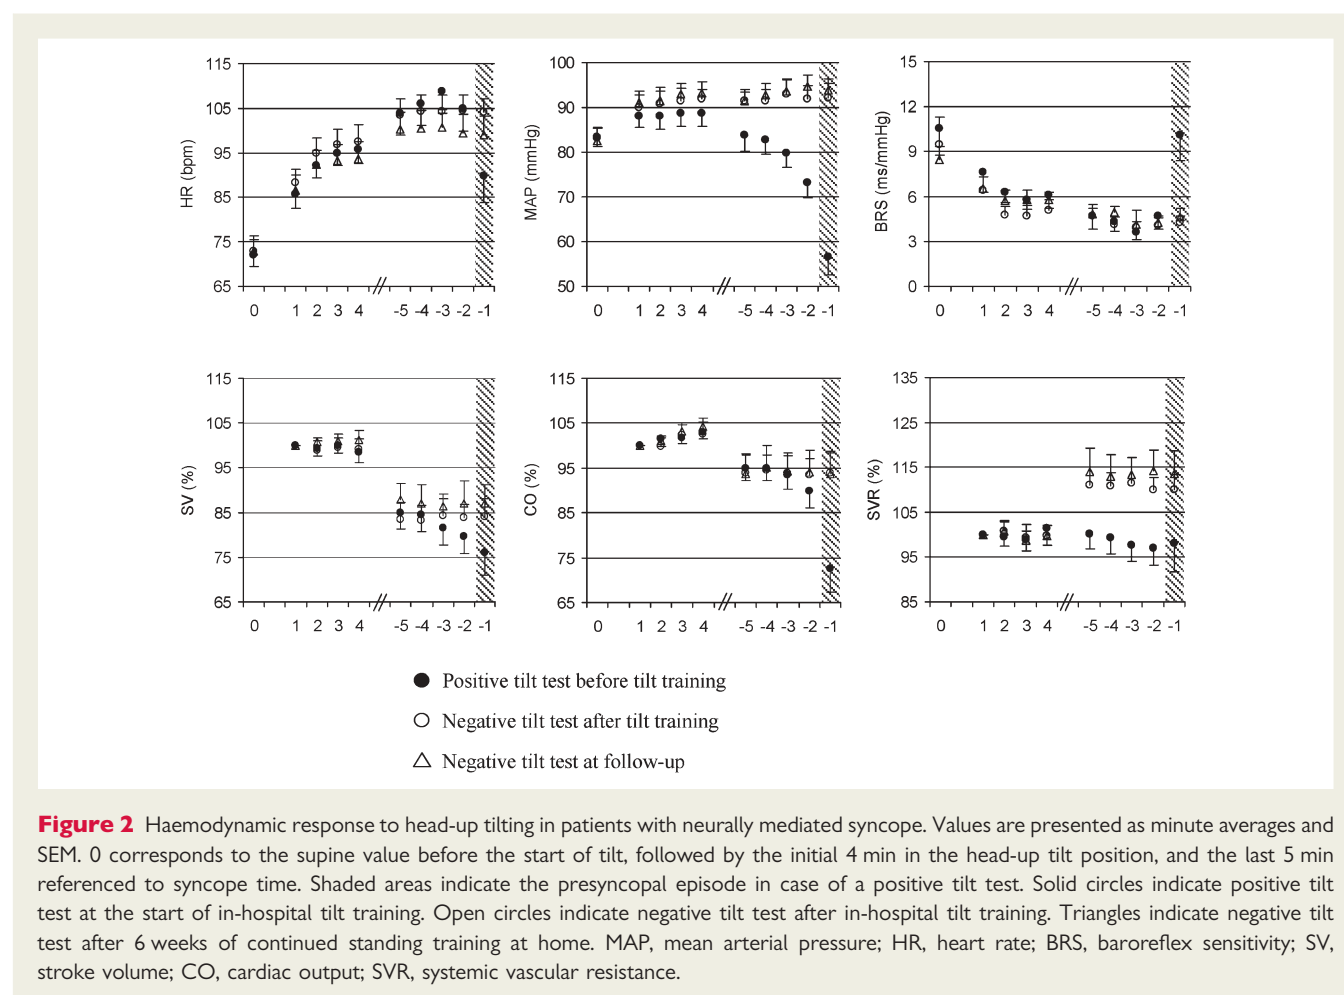 115
105
95
85
75
65
HR (bpm)
0 1 2 3 4 -5 -4 -3 -2 -1
100
90
80
70
60
50
MAP (mmHg)
0 1 2 3 4 -5 -4 -3 -2 -1
15
12
9
6
3
0
BRS (ms/mmHg)
0 1 2 3 4 -5 -4 -3 -2 -1
115
105
95
85
75
65
SV (%)
0 1 2 3 4 -5 -4 -3 -2 -1
115
105
95
85
75
65
CO (%)
0 1 2 3 4 -5 -4 -3 -2 -1
135
125
115
105
95
85
SVR (%)
0 1 2 3 4 -5 -4 -3 -2 -1
Positive tilt test before tilt training
Negative tilt test after tilt training
Negative tilt test at follow-up
Figure 2 Haemodynamic response to head-up tilting in patients with neurally mediated syncope. Values are presented as minute averages and
SEM. 0 corresponds to the supine value before the start of tilt, followed by the initial 4 min in the head-up tilt position, and the last 5 min
referenced to syncope time. Shaded areas indicate the presyncopal episode in case of a positive tilt test. Solid circles indicate positive tilt
test at the start of in-hospital tilt training. Open circles indicate negative tilt test after in-hospital tilt training. Triangles indicate negative tilt
test after 6 weeks of continued standing training at home. MAP, mean arterial pressure; HR, heart rate; BRS, baroreflex sensitivity; SV,
stroke volume; CO, cardiac output; SVR, systemic vascular resistance.